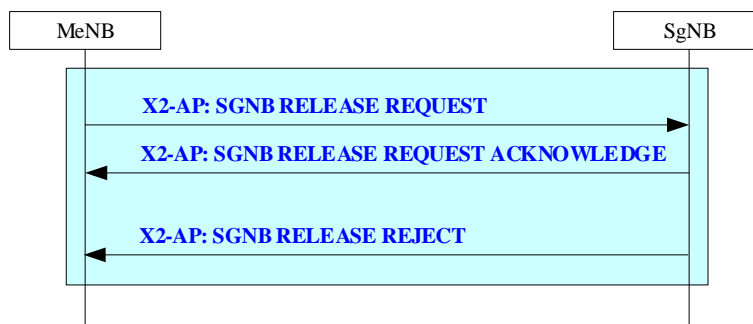 MeNB
SgNB
X2-AP: SGNB RELEASE REQUEST
X2-AP: SGNB RELEASE REQUEST ACKNOWLEDGE
X2-AP: SGNB RELEASE REJECT